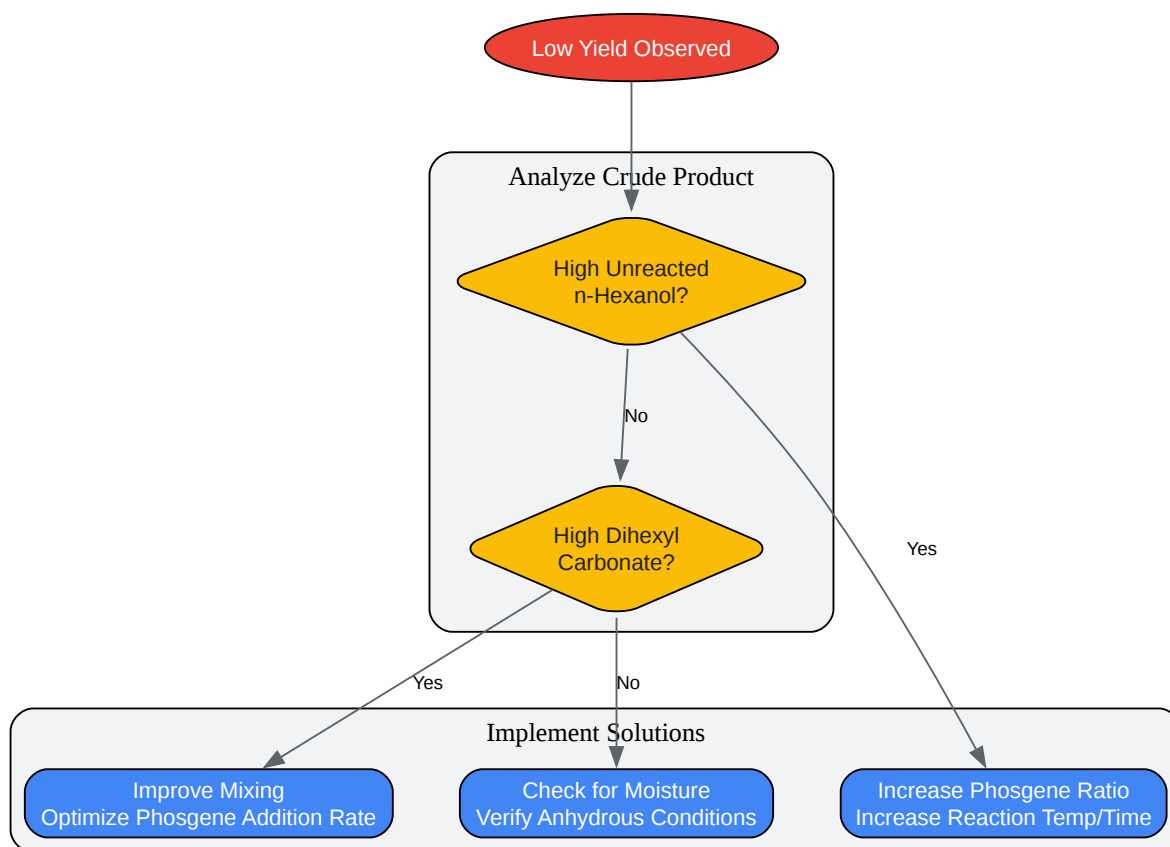 Low Yield Observed
Analyze Crude Product
High Unreacted
n-Hexanol?
No
High Dihexyl
Carbonate?
Yes
Yes
No
Implement Solutions
Improve Mixing
Optimize Phosgene Addition Rate
Check for Moisture
Verify Anhydrous Conditions
Increase Phosgene Ratio
Increase Reaction Temp/Time